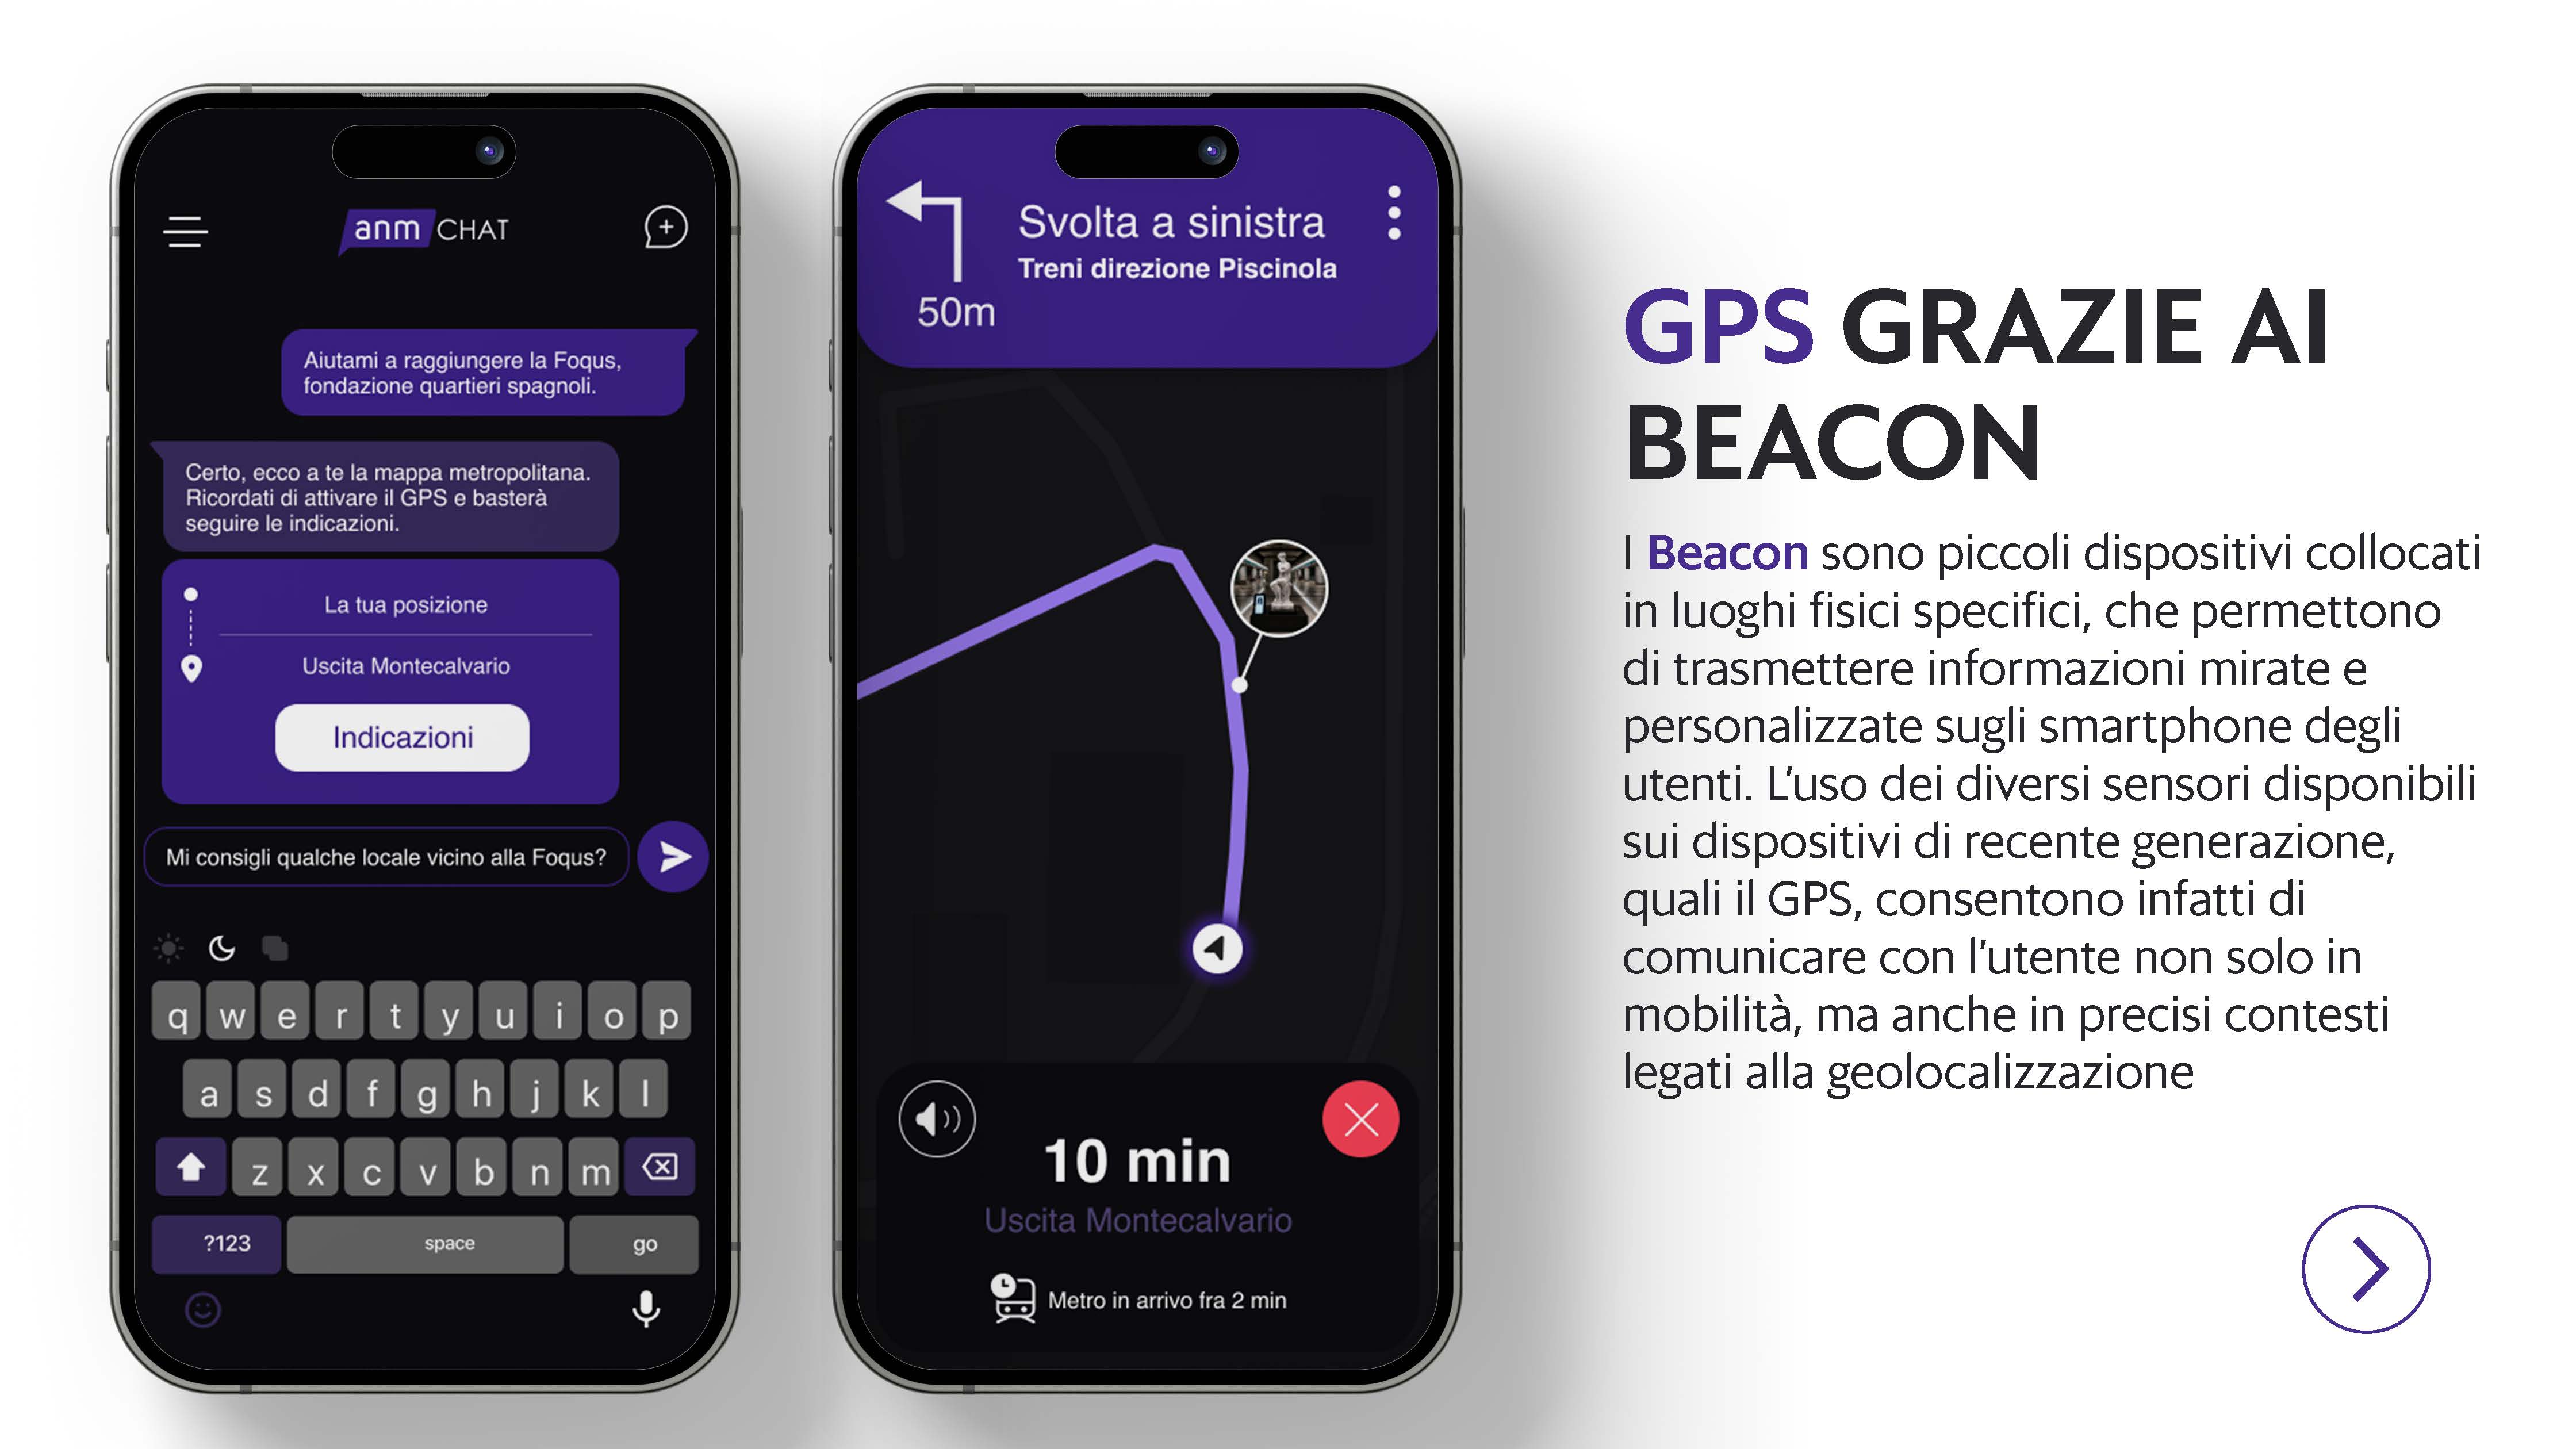 anm CHAT
Aiutami a raggiungere la Foqus,
fondazione quartieri spagnoli.
Certo, ecco a te la mappa metropolitana.
Ricordati di attivare il GPS e basterà
seguire le indicazioni.
La tua posizione
Uscita Montecalvario
Indicazioni
Mi consigli qualche locale vicino alla Foqus?
q w e r t y u i o p
a s d f g h j k l
z x c v b n m
?123 space go
Svolta a sinistra
Treni direzione Piscinola
50m
10 min
Uscita Montecalvario
Metro in arrivo fra 2 min
GPS GRAZIE AI
BEACON
I Beacon sono piccoli dispositivi collocati
in luoghi fisici specifici, che permettono
di trasmettere informazioni mirate e
personalizzate sugli smartphone degli
utenti. L’uso dei diversi sensori disponibili
sui dispositivi di recente generazione,
quali il GPS, consentono infatti di
comunicare con l’utente non solo in
mobilità, ma anche in precisi contesti
legati alla geolocalizzazione